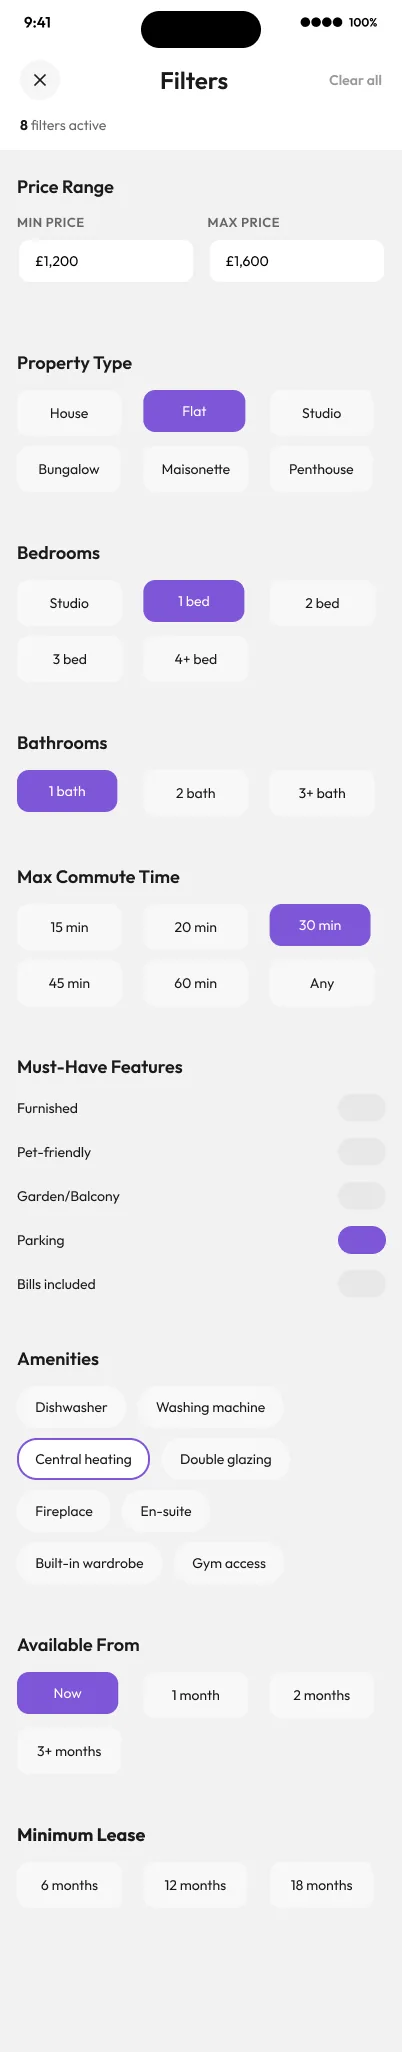 9:41 100%
Filters Clear all
8 filters active
Price Range
MIN PRICE MAX PRICE
£1,200 £1,600
Property Type
House Flat Studio
Bungalow Maisonette Penthouse
Bedrooms
Studio 1 bed 2 bed
3 bed 4+ bed
Bathrooms
1 bath 2 bath 3+ bath
Max Commute Time
15 min 20 min 30 min
45 min 60 min Any
Must-Have Features
Furnished
Pet-friendly
Garden/Balcony
Parking
Bills included
Amenities
Dishwasher Washing machine
Central heating Double glazing
Fireplace En-suite
Built-in wardrobe Gym access
Available From
Now 1 month 2 months
3+ months
Minimum Lease
6 months 12 months 18 months